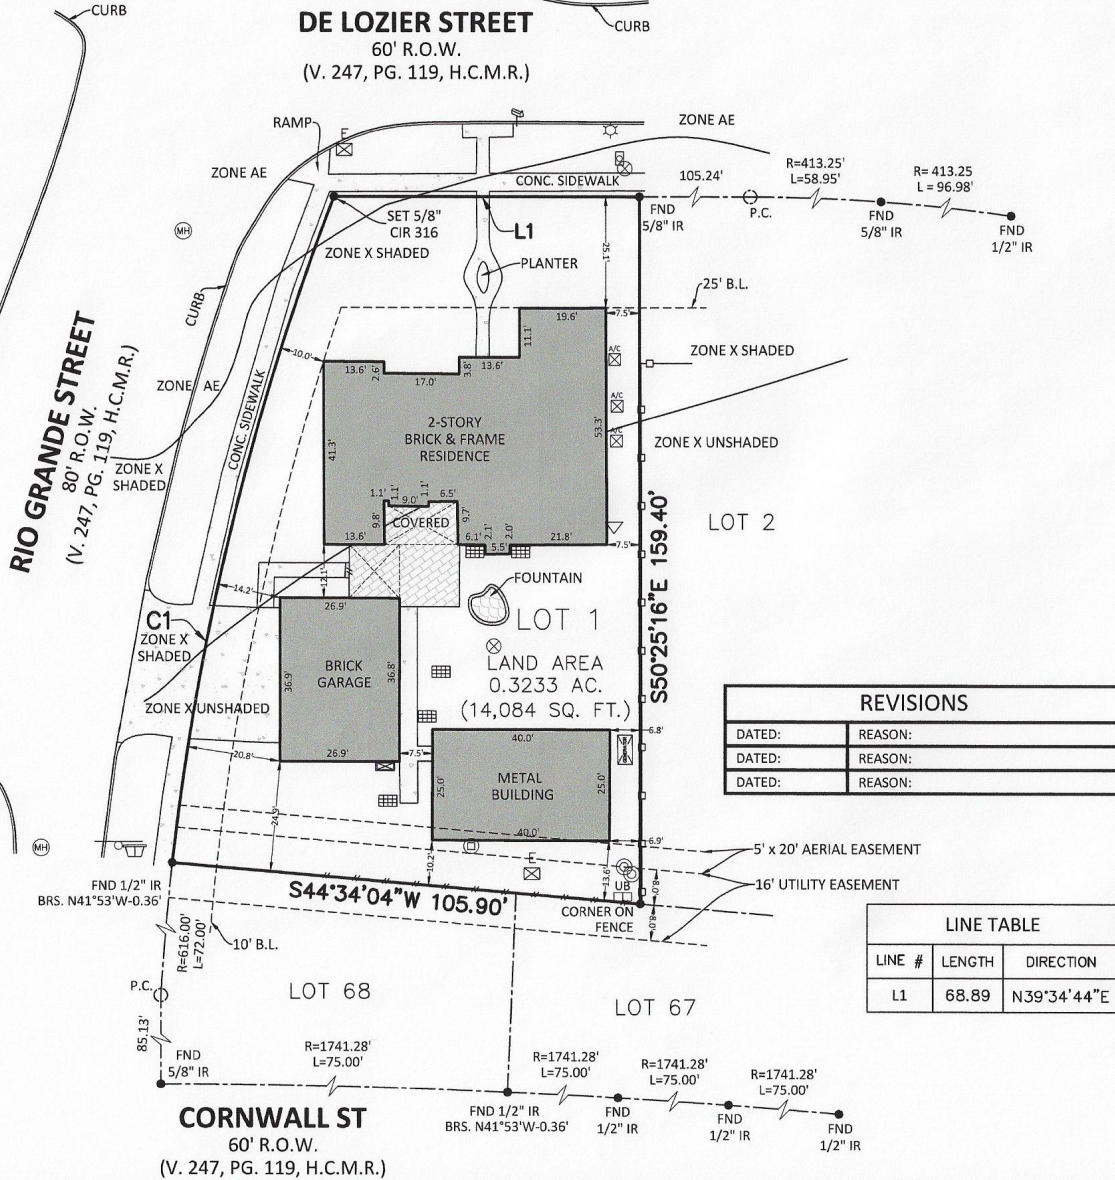 CURB
DE LOZIER STREET
60' R.O.W.
(V. 247, PG. 119, H.C.M.R.)
CURB
RAMP
E
ZONE AE
ZONE AE
CONC. SIDEWALK
105.24'
R=413.25'
L=58.95'
R= 413.25
L = 96.98'
P.C.
FND
5/8" IR
FND
5/8" IR
FND
1/2" IR
SET 5/8"
CIR 316
L1
MH
ZONE X SHADED
PLANTER
25.1'
25' B.L.
CURB
10.0'
19.6'
7.5'
11.1'
13.6'
2.6'
17.0'
3.8'
13.6'
A/C
ZONE X SHADED
ZONE AE
A/C
2-STORY
BRICK & FRAME
RESIDENCE
41.3'
53.3'
A/C
ZONE X UNSHADED
RIO GRANDE STREET
80' R.O.W.
(V. 247, PG. 119, H.C.M.R.)
CONC. SIDEWALK
ZONE X
SHADED
1.1'
1.1'
9.0'
1.1'
6.5'
9.8'
COVERED
9.7'
13.6'
6.1'
2.1'
5.5'
2.0'
21.8'
7.5'
LOT 2
S50°25'16"E 159.40'
12.1'
14.2'
FOUNTAIN
26.9'
LOT 1
C1
ZONE X
SHADED
BRICK
GARAGE
36.9'
36.8'
LAND AREA
0.3233 AC.
(14,084 SQ. FT.)
ZONE X UNSHADED
REVISIONS
DATED: REASON:
DATED: REASON:
DATED: REASON:
20.8'
26.9'
7.5'
40.0'
6.8'
METAL
BUILDING
25.0'
25.0'
24.9'
40.0'
6.9'
MH
10.2'
E
13.6'
UB
8.0'
8.0'
5' x 20' AERIAL EASEMENT
16' UTILITY EASEMENT
FND 1/2" IR
BRS. N41°53'W-0.36'
S44°34'04"W 105.90'
CORNER ON
FENCE
LINE TABLE
LINE # LENGTH DIRECTION
L1 68.89 N39°34'44"E
R=616.00'
L=72.00'
10' B.L.
P.C.
LOT 68
LOT 67
85.13'
FND
5/8" IR
R=1741.28'
L=75.00'
R=1741.28'
L=75.00'
R=1741.28'
L=75.00'
R=1741.28'
L=75.00'
CORNWALL ST
60' R.O.W.
(V. 247, PG. 119, H.C.M.R.)
FND 1/2" IR
BRS. N41°53'W-0.36'
FND
1/2" IR
FND
1/2" IR
FND
1/2" IR